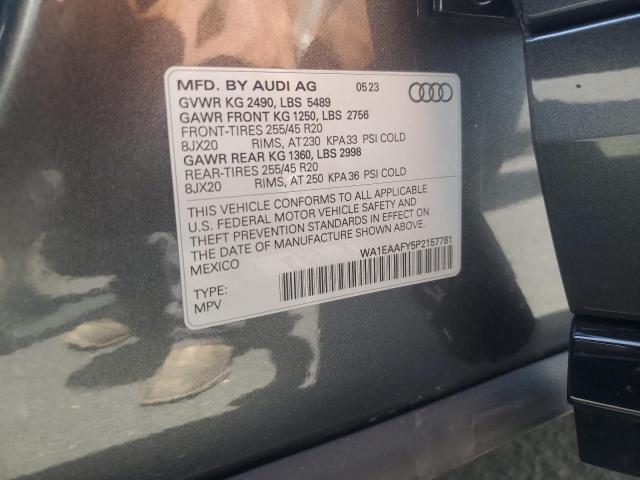 MFD. BY AUDI AG 05 23
GVWR KG 2490, LBS 5489
GAWR FRONT KG 1250, LBS 2756
FRONT-TIRES 255/45 R20
8JX20 RIMS, AT 230 KPA 33 PSI COLD
GAWR REAR KG 1360, LBS 2998
REAR-TIRES 255/45 R20
8JX20 RIMS, AT 250 KPA 36 PSI COLD
THIS VEHICLE CONFORMS TO ALL APPLICABLE
U.S. FEDERAL MOTOR VEHICLE SAFETY AND
THEFT PREVENTION STANDARDS IN EFFECT ON
THE DATE OF MANUFACTURE SHOWN ABOVE.
MEXICO
WA1EAAFY5P2157781
TYPE:
MPV